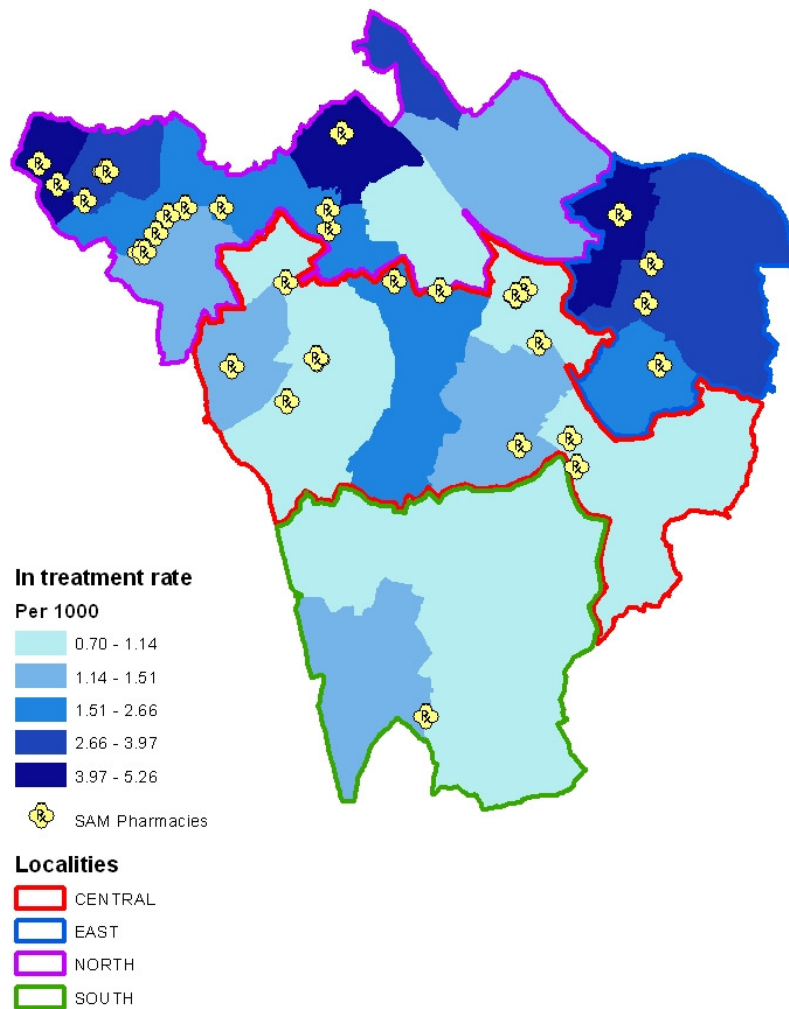 In treatment rate
Per 1000
0.70 - 1.14
1.14 - 1.51
1.51 - 2.66
2.66 - 3.97
3.97 - 5.26
SAM Pharmacies
Localities
CENTRAL
EAST
NORTH
SOUTH